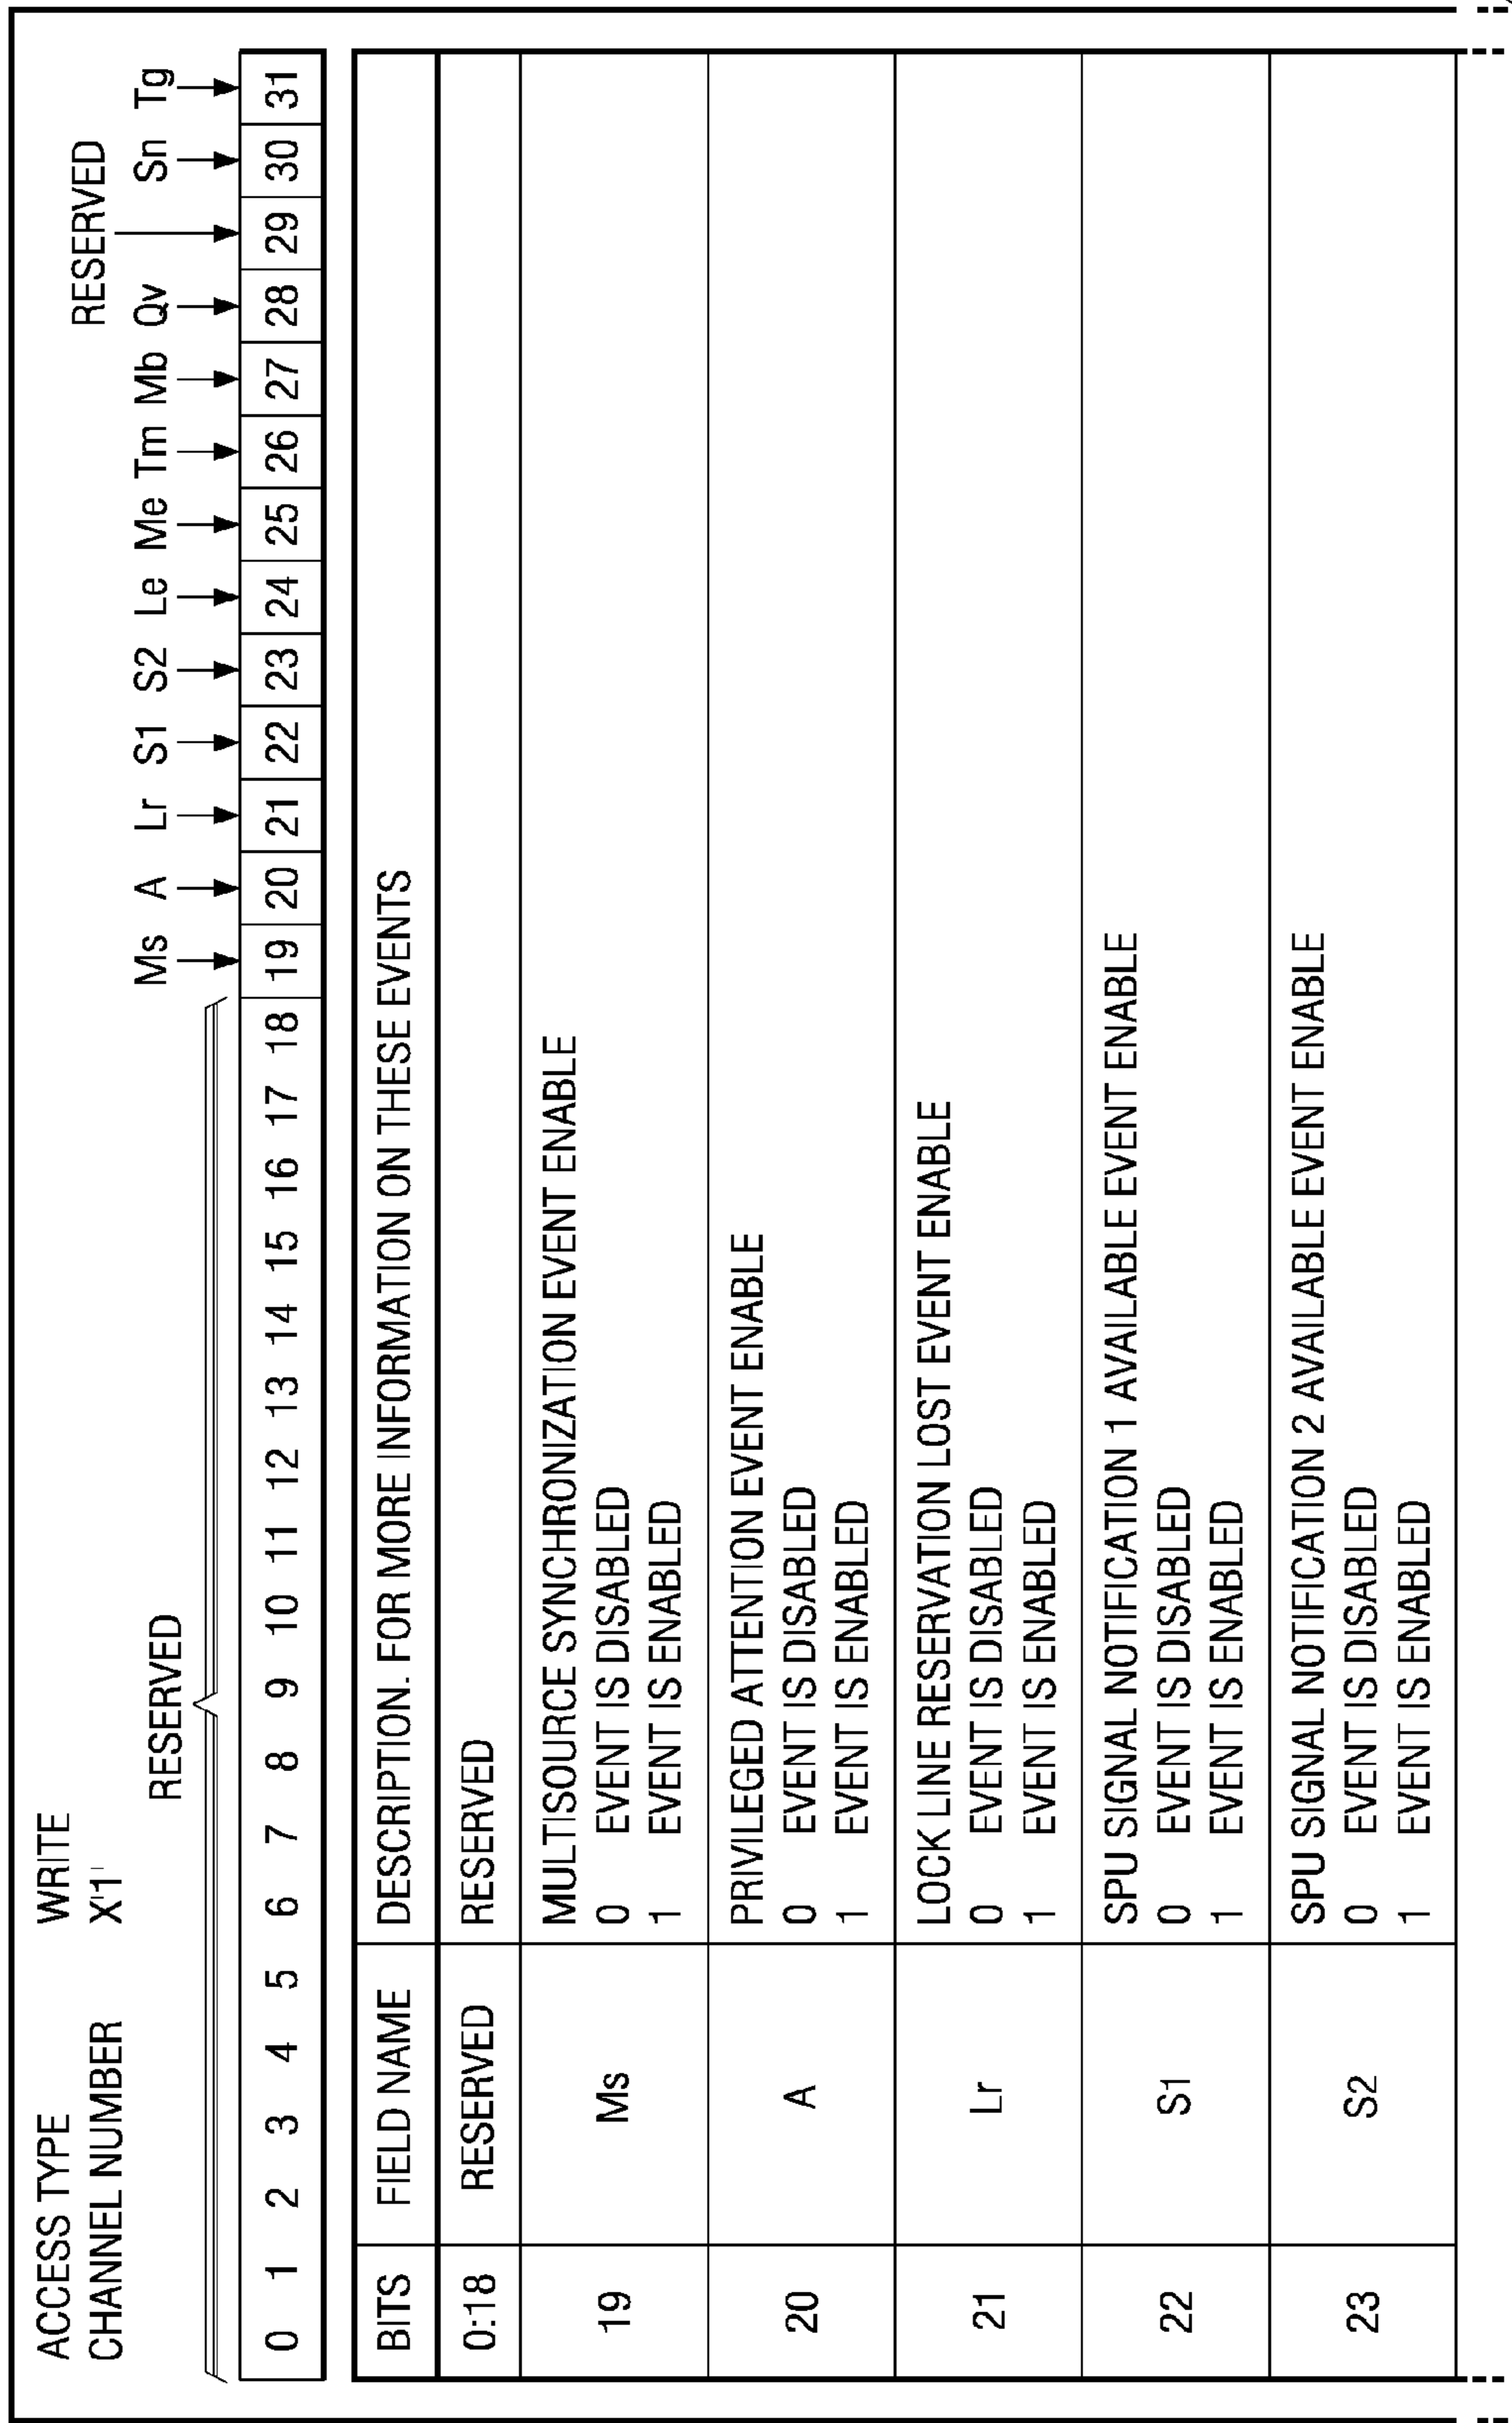 ACCESS TYPE WRITE
CHANNEL NUMBER X'1'
RESERVED
RESERVED
Ms A Lr S1 S2 Le Me Tm Mb Qv Sn Tg
0 1 2 3 4 5 6 7 8 9 10 11 12 13 14 15 16 17 18 19 20 21 22 23 24 25 26 27 28 29 30 31
BITS FIELD NAME DESCRIPTION. FOR MORE INFORMATION ON THESE EVENTS
0:18 RESERVED RESERVED
19 Ms MULTISOURCE SYNCHRONIZATION EVENT ENABLE
0 EVENT IS DISABLED
1 EVENT IS ENABLED
20 A PRIVILEGED ATTENTION EVENT ENABLE
0 EVENT IS DISABLED
1 EVENT IS ENABLED
21 Lr LOCK LINE RESERVATION LOST EVENT ENABLE
0 EVENT IS DISABLED
1 EVENT IS ENABLED
22 S1 SPU SIGNAL NOTIFICATION 1 AVAILABLE EVENT ENABLE
0 EVENT IS DISABLED
1 EVENT IS ENABLED
23 S2 SPU SIGNAL NOTIFICATION 2 AVAILABLE EVENT ENABLE
0 EVENT IS DISABLED
1 EVENT IS ENABLED